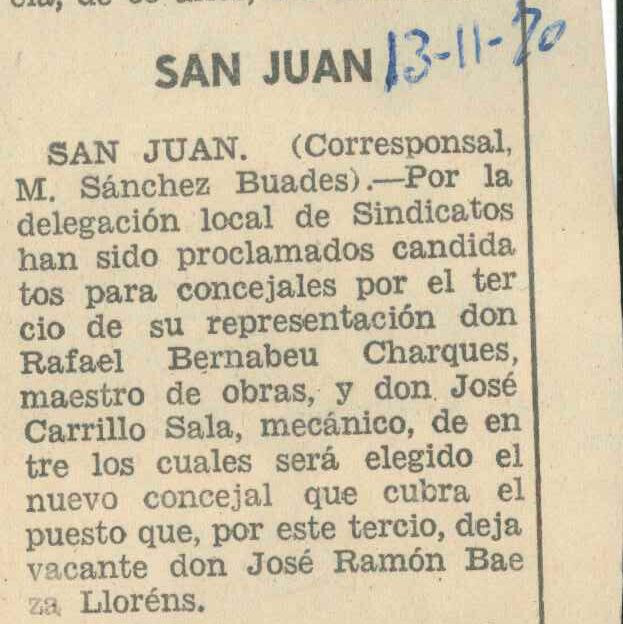 SAN JUAN 13-11-70
SAN JUAN. (Corresponsal,
M. Sánchez Buades).—Por la
delegación local de Sindicatos
han sido proclamados candida
tos para concejales por el ter
cio de su representación don
Rafael Bernabeu Charques,
maestro de obras, y don José
Carrillo Sala, mecánico, de en
tre los cuales será elegido el
nuevo concejal que cubra el
puesto que, por este tercio, deja
vacante don José Ramón Bae
za Lloréns.